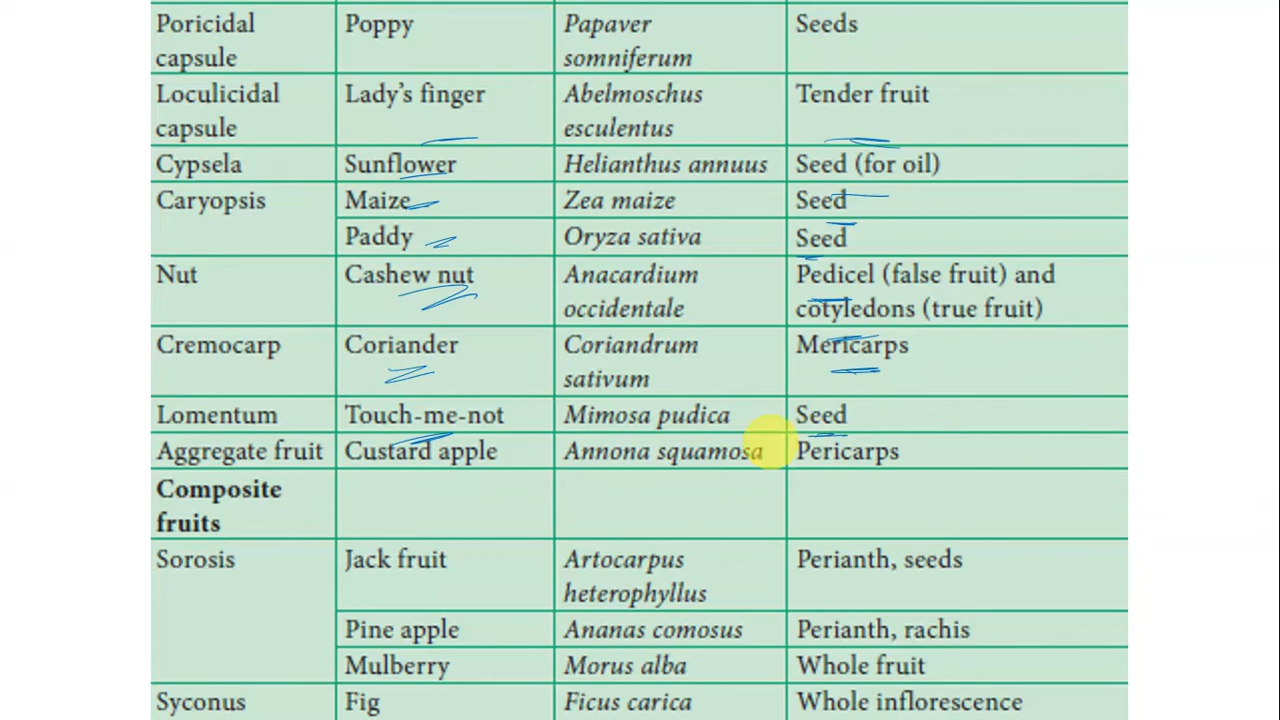 Poricidal capsule Poppy Papaver somniferum Seeds
Loculicidal capsule Lady's finger Abelmoschus esculentus Tender fruit
Cypsela Sunflower Helianthus annuus Seed (for oil)
Caryopsis Maize Zea maize Seed
Paddy Oryza sativa Seed
Nut Cashew nut Anacardium occidentale Pedicel (false fruit) and cotyledons (true fruit)
Cremocarp Coriander Coriandrum sativum Mericarps
Lomentum Touch-me-not Mimosa pudica Seed
Aggregate fruit Custard apple Annona squamosa Pericarps
Composite fruits
Sorosis Jack fruit Artocarpus heterophyllus Perianth, seeds
Pine apple Ananas comosus Perianth, rachis
Mulberry Morus alba Whole fruit
Syconus Fig Ficus carica Whole inflorescence